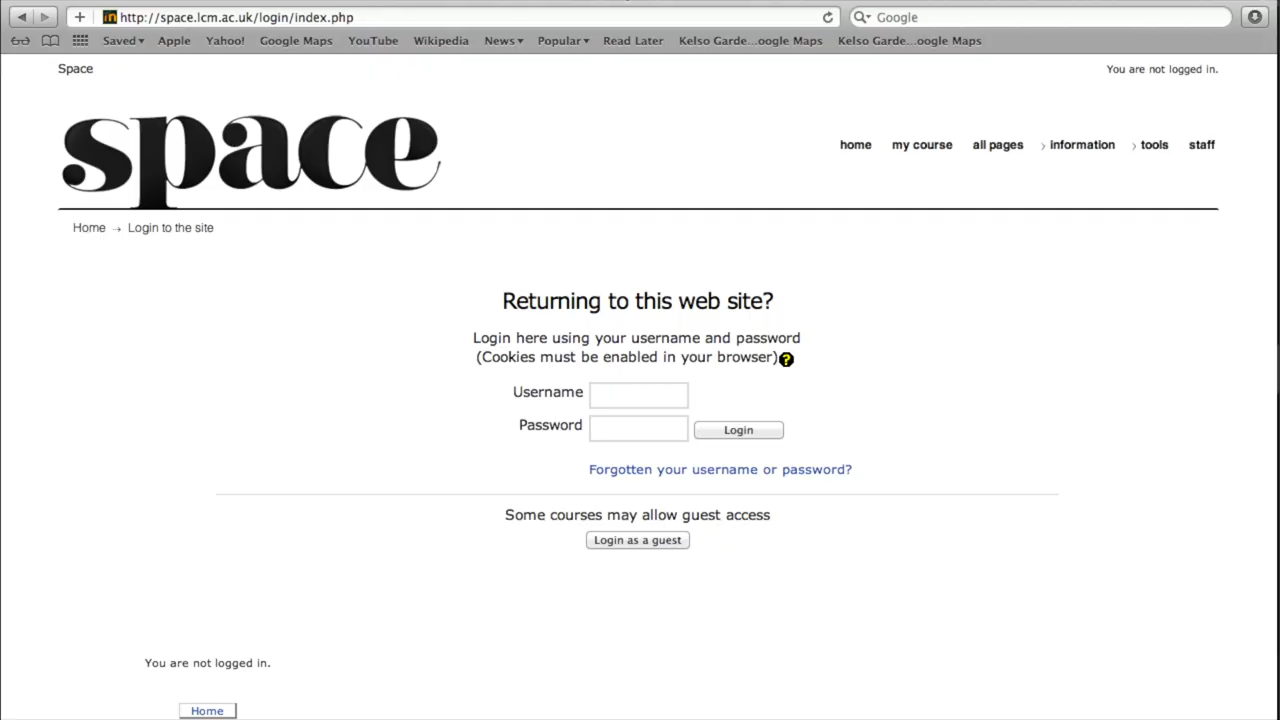 http://space.lcm.ac.uk/login/index.php
Google
Saved Apple Yahoo! Google Maps YouTube Wikipedia News Popular Read Later Kelso Garde...oogle Maps Kelso Garde...oogle Maps
Space
You are not logged in.
space
home my course all pages information tools staff
Home → Login to the site
Returning to this web site?
Login here using your username and password
(Cookies must be enabled in your browser)?
Username
Password
Login
Forgotten your username or password?
Some courses may allow guest access
Login as a guest
You are not logged in.
Home